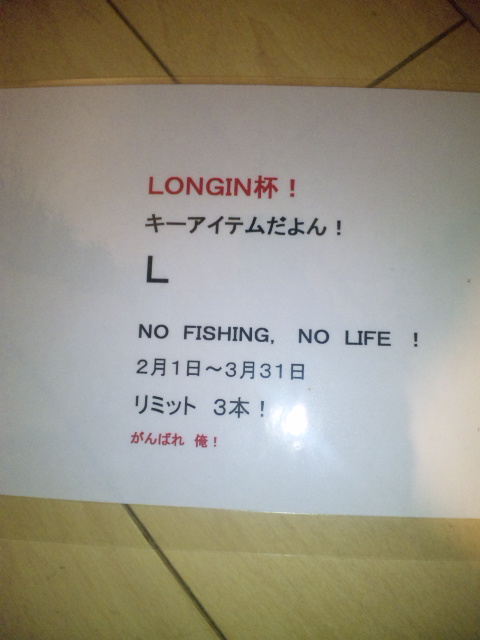 LONGIN杯！
キーアイテムだよん！
L
NO FISHING, NO LIFE ！
2月1日～3月31日
リミット 3本！
がんばれ 俺！